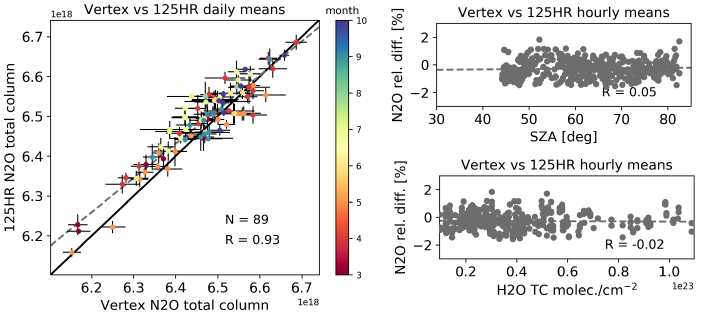 Vertex vs 125HR daily means
1e18
6.7
6.6
6.5
6.4
6.3
6.2
125HR N2O total column
N = 89
R = 0.93
6.2 6.3 6.4 6.5 6.6 6.7
1e18
Vertex N2O total column
month
10
9
8
7
6
5
4
3
Vertex vs 125HR hourly means
N2O rel. diff. [%]
2
0
−2
R = 0.05
30 40 50 60 70 80
SZA [deg]
Vertex vs 125HR hourly means
N2O rel. diff. [%]
2
0
−2
R = -0.02
0.2 0.4 0.6 0.8 1.0
1e23
H2O TC molec./cm⁻²